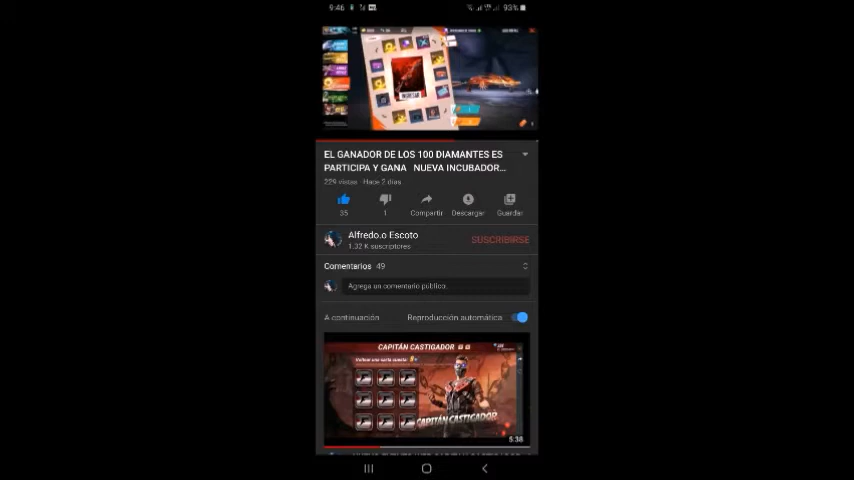 9:46
93%
INGRESAR
EL GANADOR DE LOS 100 DIAMANTES ES
PARTICIPA Y GANA NUEVA INCUBADOR...
229 vistas · Hace 2 días
35
1
Compartir
Descargar
Guardar
Alfredo.o Escoto
1.32 K suscriptores
SUSCRIBIRSE
Comentarios 49
Agrega un comentario público...
A continuación
Reproducción automática
CAPITÁN CASTIGADOR
CAPITÁN CASTIGADOR
5:38